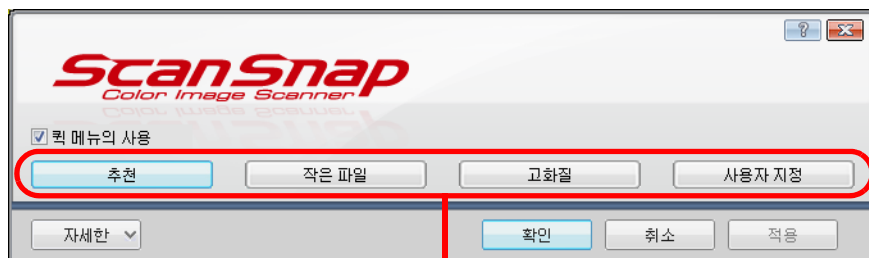 ScanSnap
Color Image Scanner
퀵 메뉴의 사용
추천 작은 파일 고화질 사용자 지정
자세한 확인 취소 적용